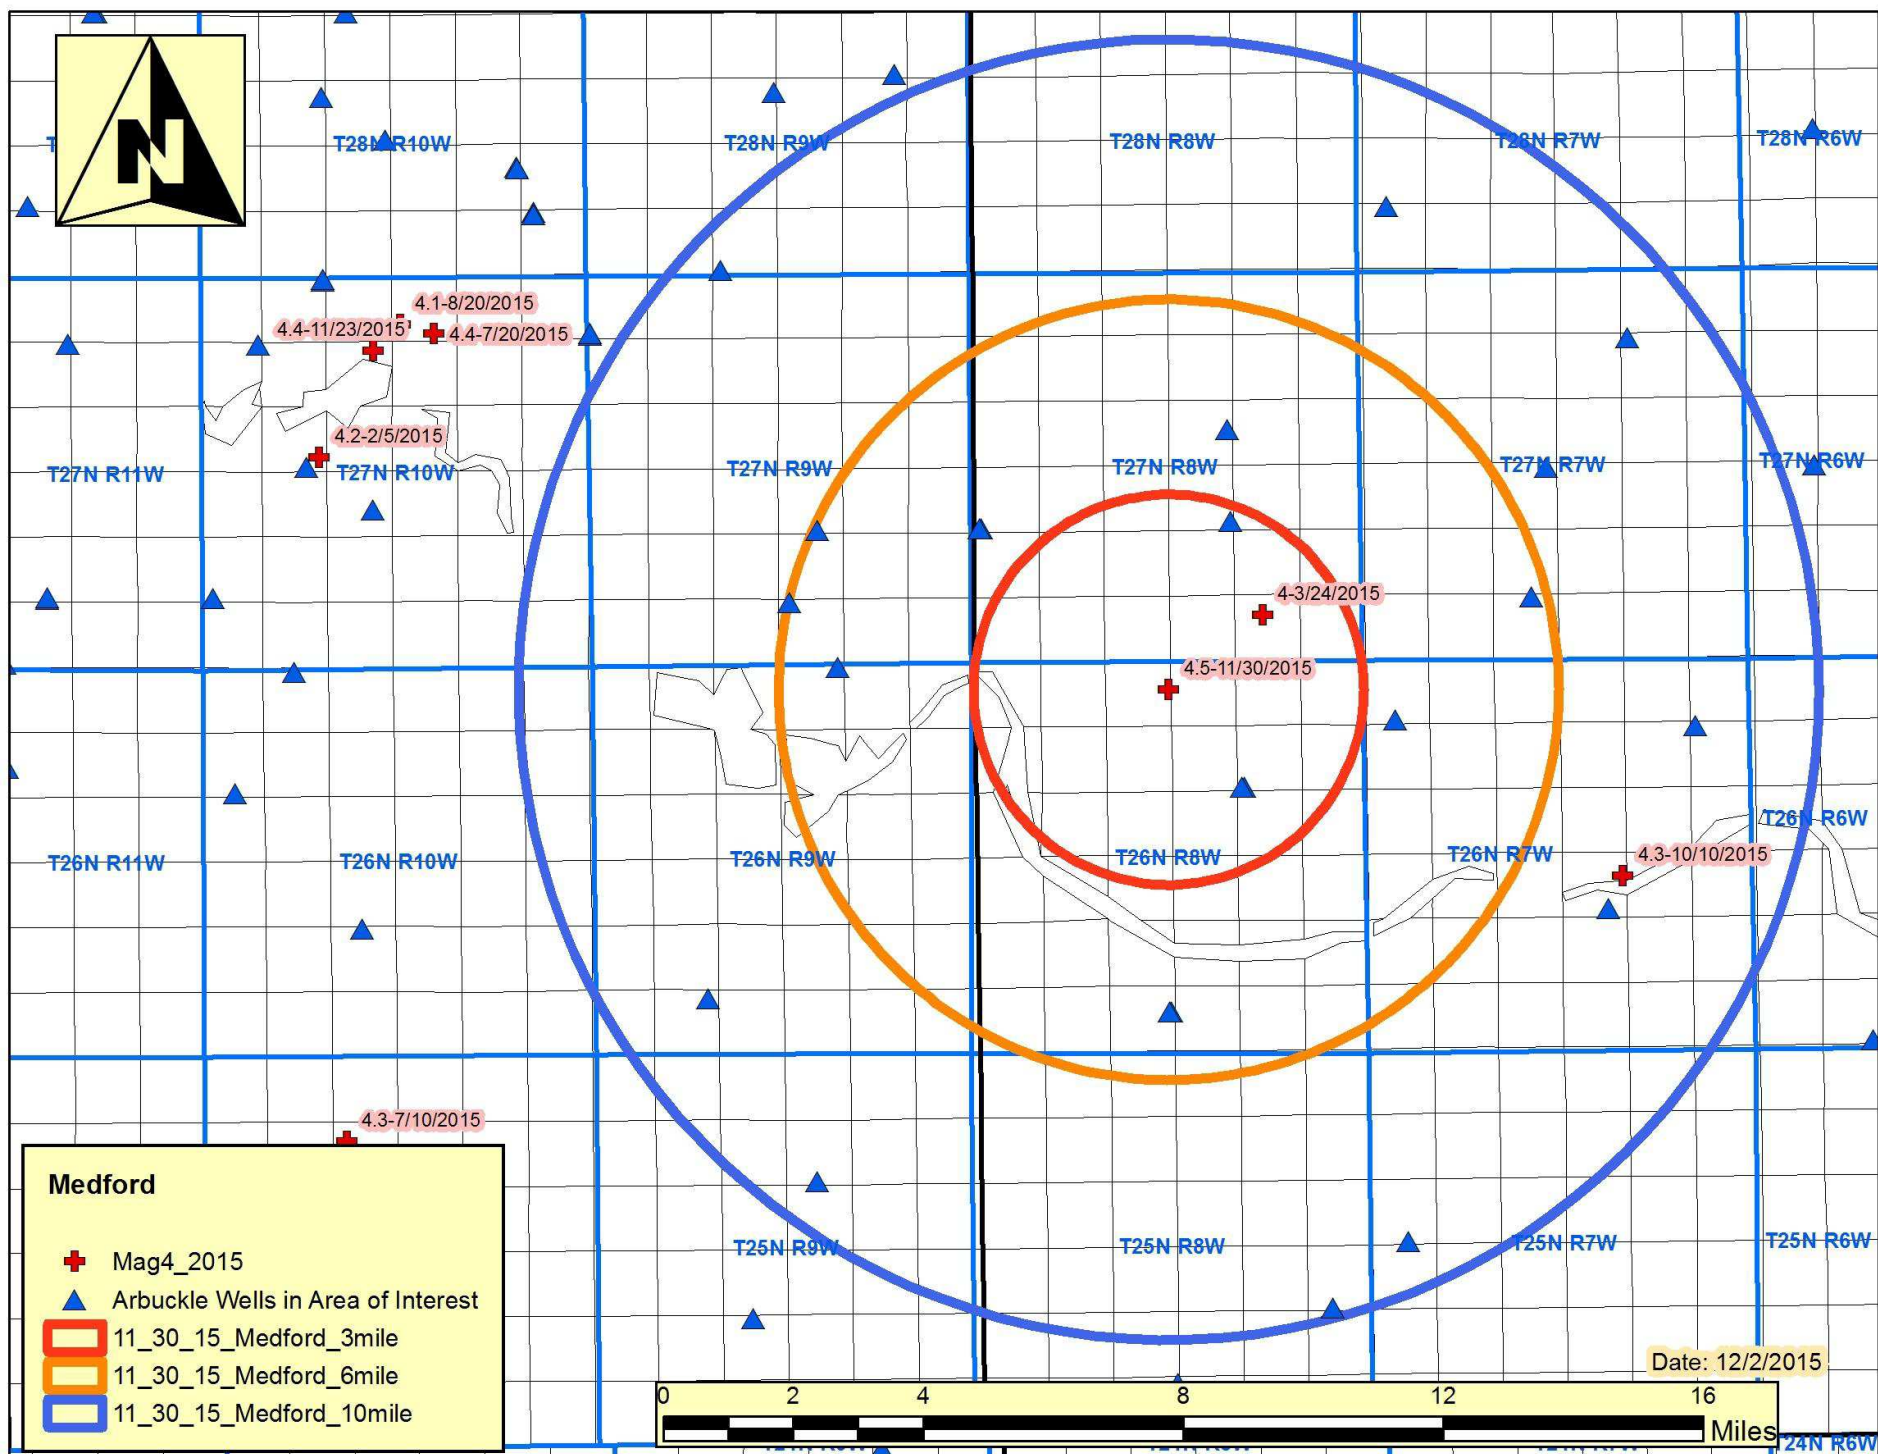 N
T
T28N R10W
T28N R9W
T28N R8W
T28N R7W
T28N R6W
4.1-8/20/2015
4.4-11/23/2015
4.4-7/20/2015
4.2-2/5/2015
T27N R11W
T27N R10W
T27N R9W
T27N R8W
T27N R7W
T27N R6W
4-3/24/2015
4.5-11/30/2015
T26N R11W
T26N R10W
T26N R9W
T26N R8W
T26N R7W
T26N R6W
4.3-10/10/2015
4.3-7/10/2015
T25N R9W
T25N R8W
T25N R7W
T25N R6W
Medford
Mag4_2015
Arbuckle Wells in Area of Interest
11_30_15_Medford_3mile
11_30_15_Medford_6mile
11_30_15_Medford_10mile
Date: 12/2/2015
0 2 4 8 12 16
Miles
T24N R6W